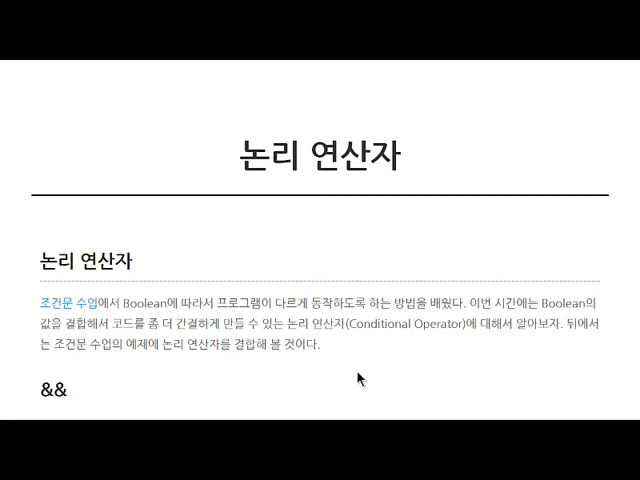 논리 연산자
논리 연산자
조건문 수업에서 Boolean에 따라서 프로그램이 다르게 동작하도록 하는 방법을 배웠다. 이번 시간에는 Boolean의
값을 결합해서 코드를 좀 더 간결하게 만들 수 있는 논리 연산자(Conditional Operator)에 대해서 알아보자. 뒤에서
는 조건문 수업의 예제에 논리 연산자를 결합해 볼 것이다.
&&